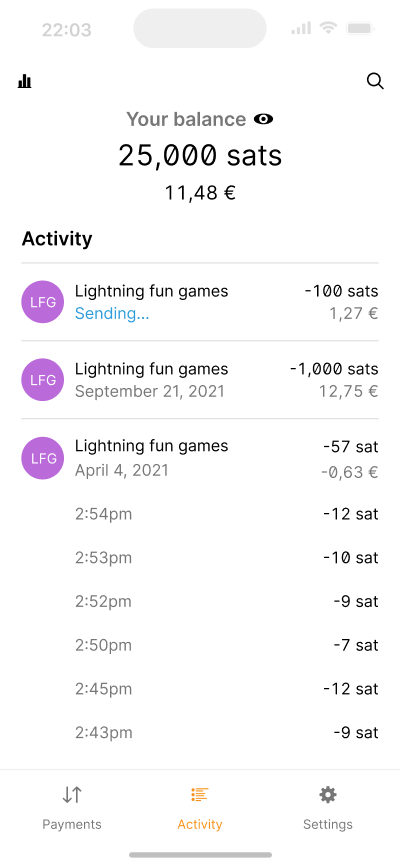 22:03
Your balance
25,000 sats
11,48 €
Activity
LFG Lightning fun games -100 sats
Sending... 1,27 €
LFG Lightning fun games -1,000 sats
September 21, 2021 12,75 €
LFG Lightning fun games -57 sat
April 4, 2021 -0,63 €
2:54pm -12 sat
2:53pm -10 sat
2:52pm -9 sat
2:50pm -7 sat
2:45pm -12 sat
2:43pm -9 sat
Payments Activity Settings